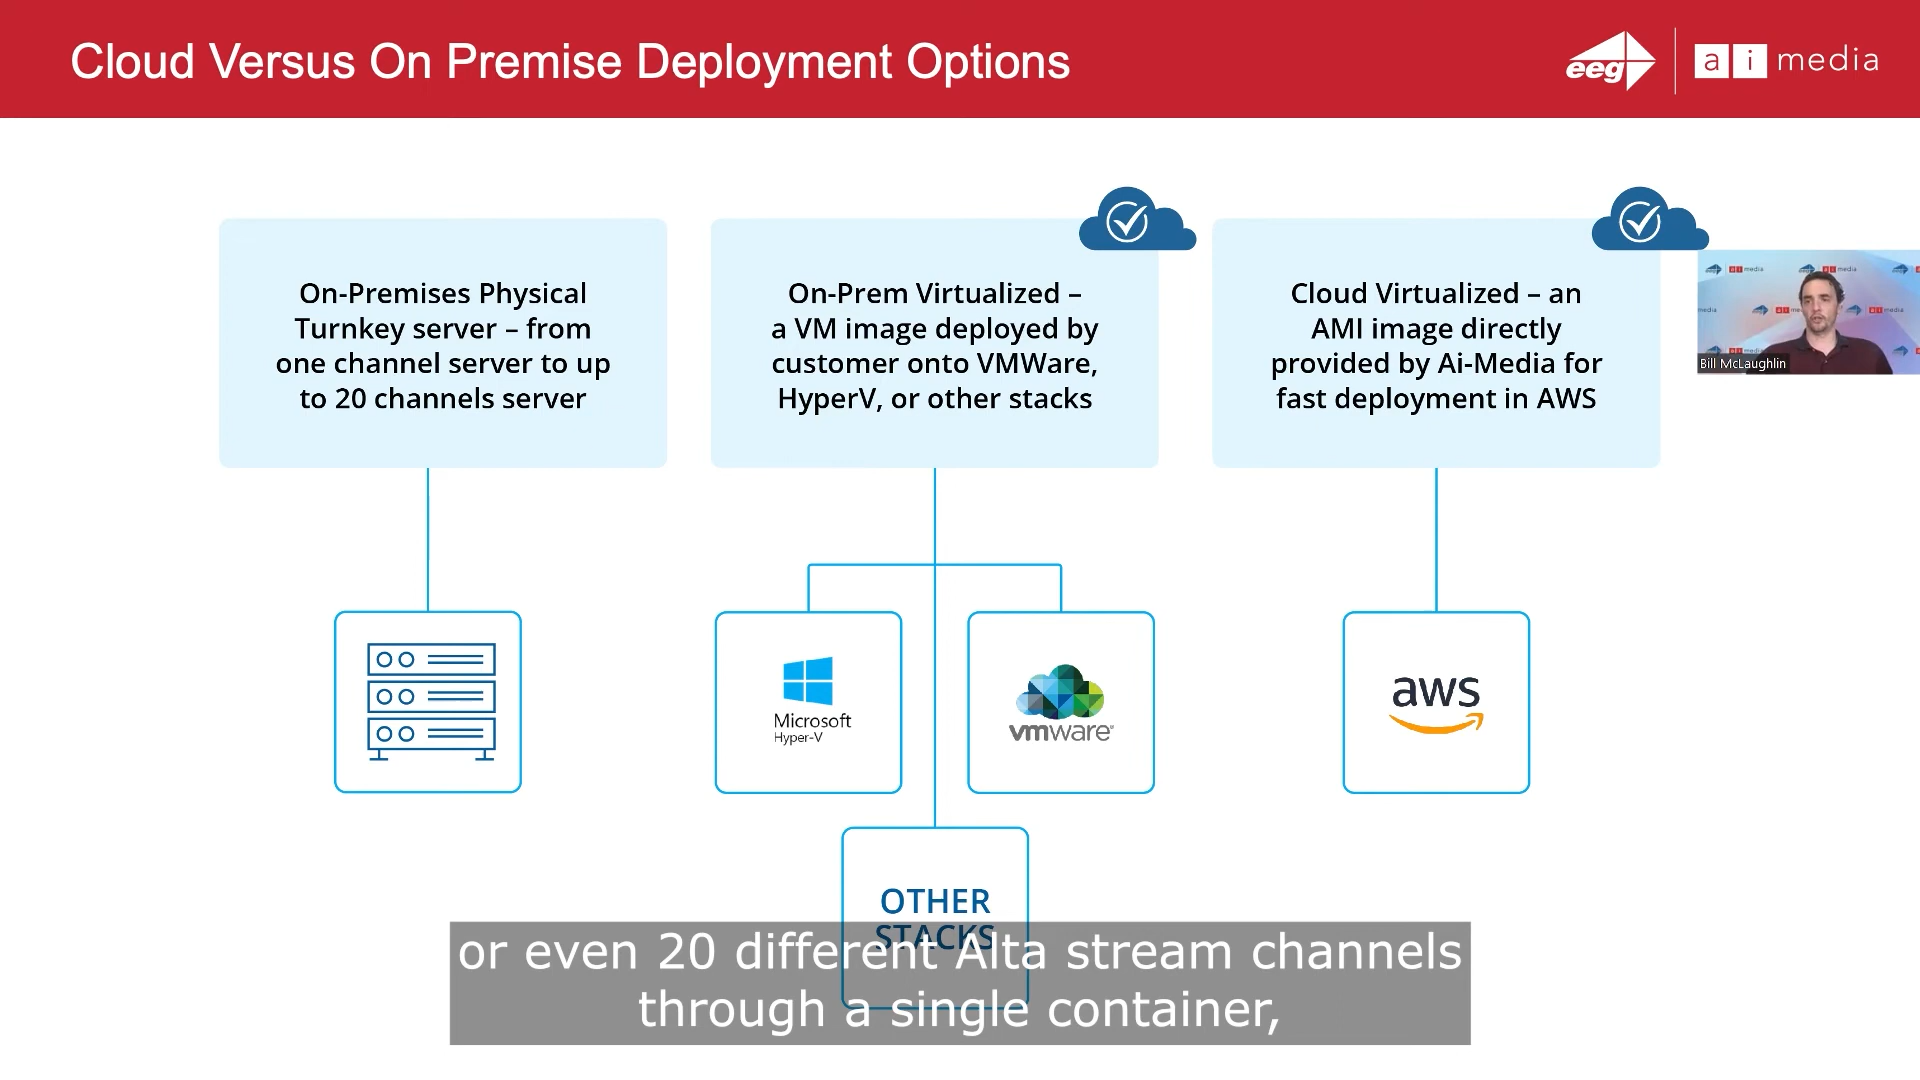 Cloud Versus On Premise Deployment Options
eeg
ai media
On-Premises Physical
Turnkey server – from
one channel server to up
to 20 channels server
On-Prem Virtualized –
a VM image deployed by
customer onto VMWare,
HyperV, or other stacks
Cloud Virtualized – an
AMI image directly
provided by Ai-Media for
fast deployment in AWS
Bill McLaughlin
Microsoft
Hyper-V
vmware
aws
OTHER
STACKS
or even 20 different Alta stream channels
through a single container,